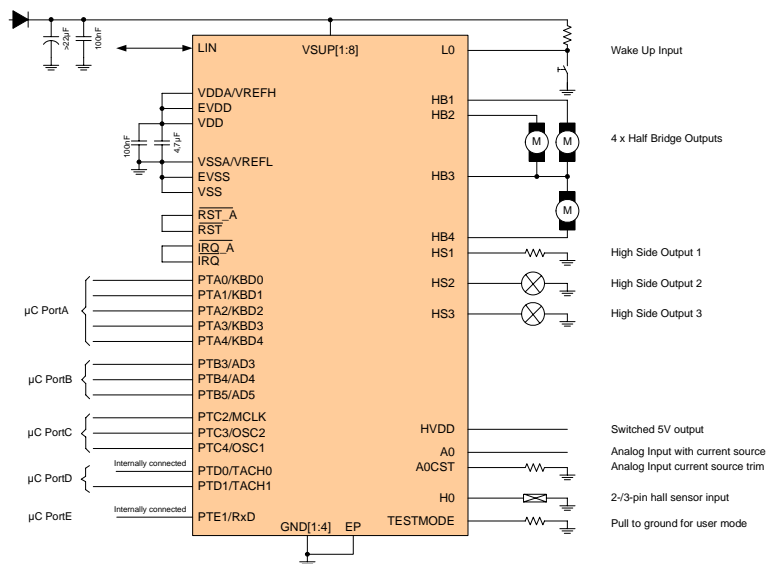 LIN VSUP[1:8] L0 Wake Up Input
>22µF
100nF
VDDA/VREFH
EVDD
VDD
100nF
4,7µF
VSSA/VREFL
EVSS
VSS
RST_A
RST
IRQ_A
IRQ
HB1
HB2
M M 4 x Half Bridge Outputs
HB3
M
HB4
HS1 High Side Output 1
HS2 High Side Output 2
HS3 High Side Output 3
µC PortA
PTA0/KBD0
PTA1/KBD1
PTA2/KBD2
PTA3/KBD3
PTA4/KBD4
µC PortB
PTB3/AD3
PTB4/AD4
PTB5/AD5
µC PortC
PTC2/MCLK
PTC3/OSC2
PTC4/OSC1
µC PortD
Internally connected PTD0/TACH0
PTD1/TACH1
µC PortE Internally connected PTE1/RxD
HVDD Switched 5V output
A0 Analog Input with current source
A0CST Analog Input current source trim
H0 2-/3-pin hall sensor input
TESTMODE Pull to ground for user mode
GND[1:4] EP